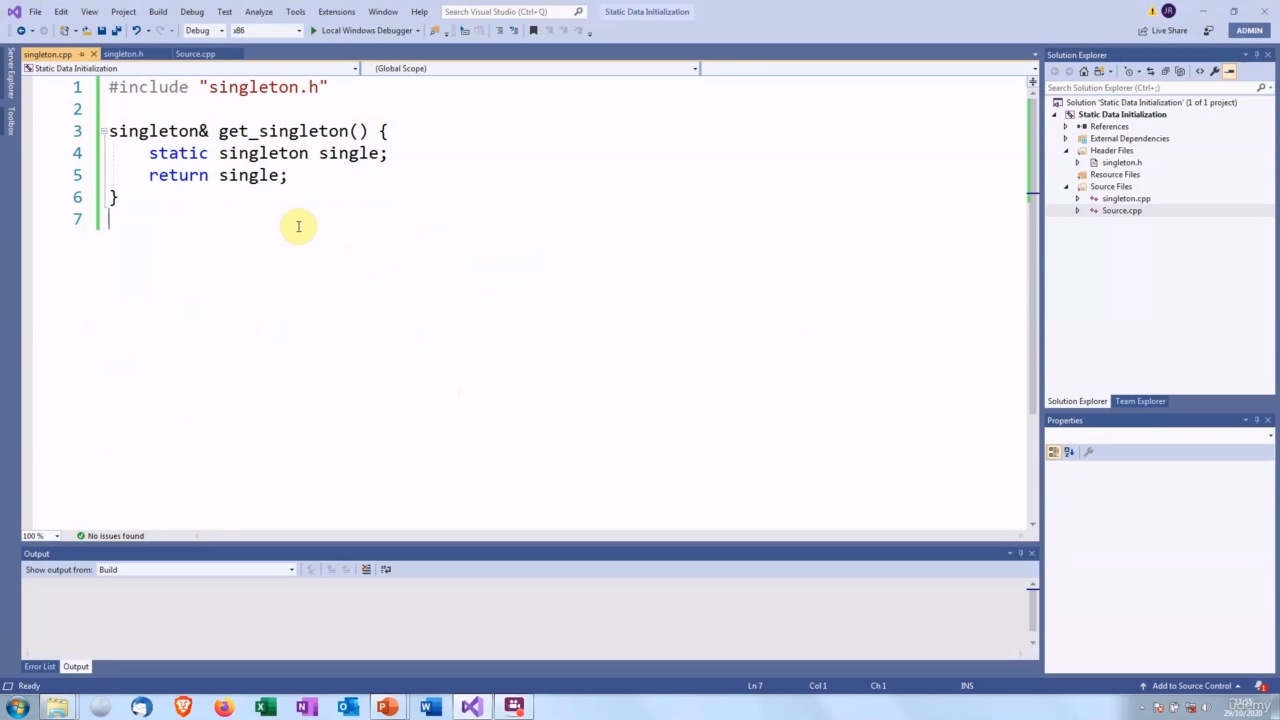 File Edit View Project Build Debug Test Analyze Tools Extensions Window Help Search Visual Studio (Ctrl+Q) Static Data Initialization JR
Debug x86 Local Windows Debugger Live Share ADMIN
singleton.cpp singleton.h Source.cpp
Static Data Initialization (Global Scope)
Server Explorer
Toolbox
1 #include "singleton.h"
2
3 singleton& get_singleton() {
4 static singleton single;
5 return single;
6 }
7
100 % No issues found
Output
Show output from: Build
Error List Output
Solution Explorer
Search Solution Explorer (Ctrl+;)
Solution 'Static Data Initialization' (1 of 1 project)
Static Data Initialization
References
External Dependencies
Header Files
singleton.h
Resource Files
Source Files
singleton.cpp
Source.cpp
Solution Explorer Team Explorer
Properties
Ready Ln 7 Col 1 Ch 1 INS Add to Source Control 1
udemy
29/10/2020